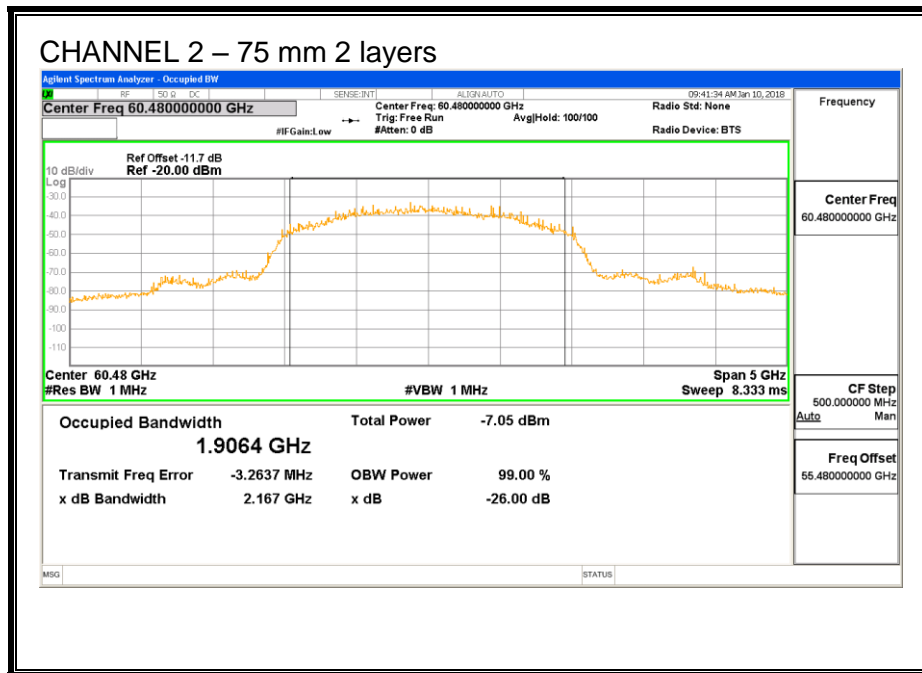 CHANNEL 2 – 75 mm 2 layers
Agilent Spectrum Analyzer - Occupied BW
LXI RF 50 Ω DC SENSE:INT ALIGN AUTO 09:41:34 AM Jan 10, 2018
Center Freq 60.480000000 GHz Center Freq: 60.480000000 GHz Radio Std: None
Trig: Free Run Avg|Hold: 100/100
#IFGain:Low #Atten: 0 dB Radio Device: BTS
Ref Offset -11.7 dB
10 dB/div Ref -20.00 dBm
Log
-30.0
-40.0
-50.0
-60.0
-70.0
-80.0
-90.0
-100
-110
Center 60.48 GHz Span 5 GHz
#Res BW 1 MHz #VBW 1 MHz Sweep 8.333 ms
Occupied Bandwidth Total Power -7.05 dBm
1.9064 GHz
Transmit Freq Error -3.2637 MHz OBW Power 99.00 %
x dB Bandwidth 2.167 GHz x dB -26.00 dB
MSG STATUS
Frequency
Center Freq
60.480000000 GHz
CF Step
500.000000 MHz
Auto Man
Freq Offset
55.480000000 GHz